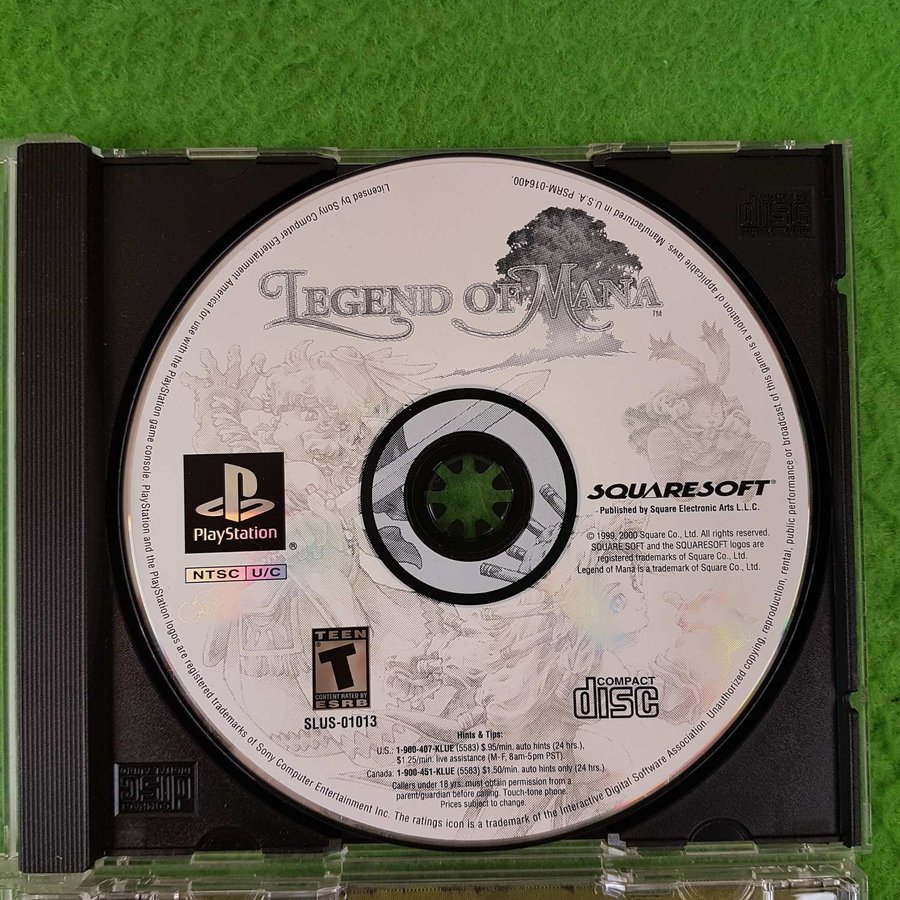 Licensed by Sony Computer Entertainment America for use with the PlayStation game console. PlayStation and the PlayStation logos are registered trademarks of Sony Computer Entertainment Inc. The ratings icon is a trademark of the Interactive Digital Software Association. Unauthorized copying, reproduction, rental, public performance or broadcast of this game is a violation of applicable laws. Manufactured in U.S.A. PSRM-016400.
LEGEND OF MANA™
PlayStation
®
NTSC U/C
SQUARESOFT®
Published by Square Electronic Arts L.L.C.
© 1999, 2000 Square Co., Ltd. All rights reserved.
SQUARE SOFT and the SQUARESOFT logos are
registered trademarks of Square Co., Ltd.
Legend of Mana is a trademark of Square Co., Ltd.
TEEN
T
CONTENT RATED BY
ESRB
SLUS-01013
COMPACT
disc
Hints & Tips:
U.S.: 1-900-407-KLUE (5583) $.95/min. auto hints (24 hrs.),
$1.25/min. live assistance (M-F, 8am-5pm PST).
Canada: 1-900-451-KLUE (5583) $1.50/min. auto hints only (24 hrs.)
Callers under 18 yrs. must obtain permission from a
parent/guardian before calling. Touch-tone phone.
Prices subject to change.
COMPACT
disc
DIGITAL AUDIO